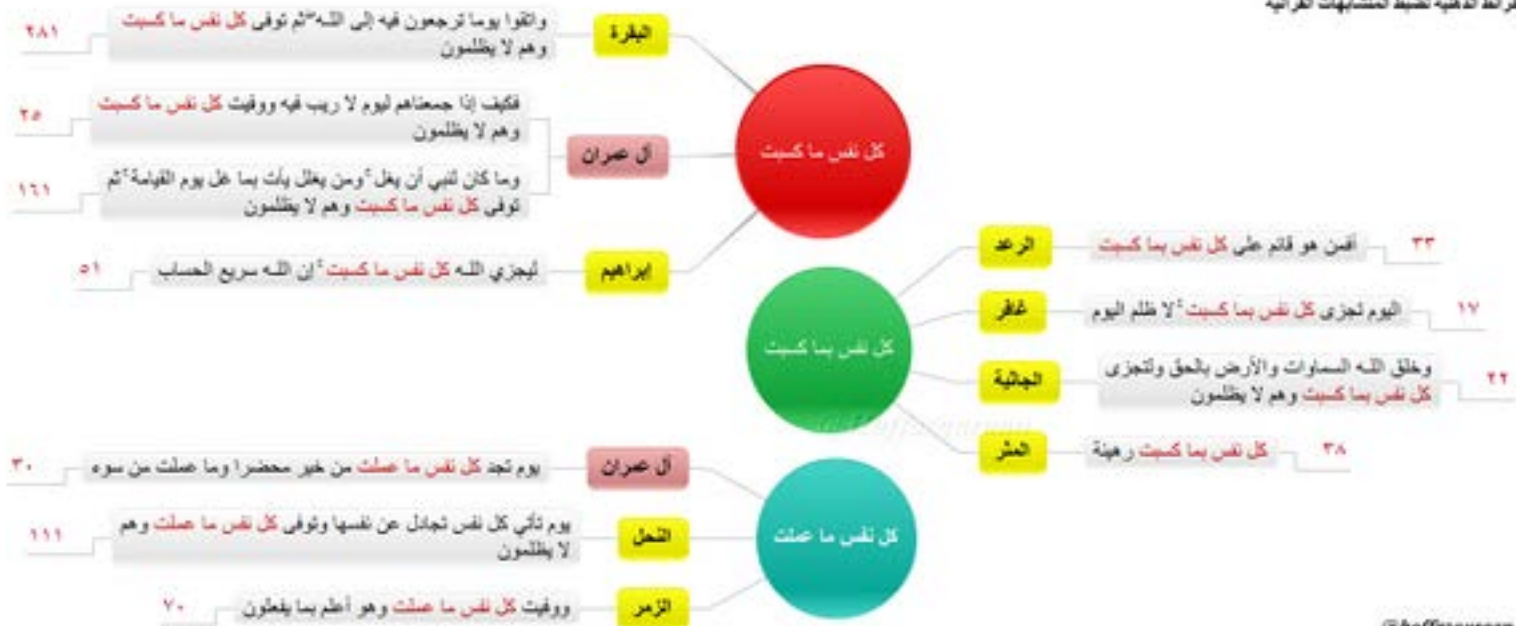 الذهنية لضبط المتشابهات القرآنية
كل نفس ما كسبت
البقرة
واتقوا يوما ترجعون فيه إلى الله ۖ ثم توفى كل نفس ما كسبت
وهم لا يظلمون
٢٨١
آل عمران
فكيف إذا جمعناهم ليوم لا ريب فيه ووفيت كل نفس ما كسبت
وهم لا يظلمون
٢٥
وما كان لنبي أن يغل ۚ ومن يغلل يأت بما غل يوم القيامة ۚ ثم
توفى كل نفس ما كسبت وهم لا يظلمون
١٦١
إبراهيم
ليجزي الله كل نفس ما كسبت ۚ إن الله سريع الحساب
٥١
كل نفس بما كسبت
الرعد
أفمن هو قائم على كل نفس بما كسبت
٣٣
غافر
اليوم تجزى كل نفس بما كسبت ۚ لا ظلم اليوم
١٧
الجاثية
وخلق الله السماوات والأرض بالحق ولتجزى
كل نفس بما كسبت وهم لا يظلمون
٢٢
المثر
كل نفس بما كسبت رهينة
٣٨
كل نفس ما عملت
آل عمران
يوم تجد كل نفس ما عملت من خير محضرا وما عملت من سوء
٣٠
النحل
يوم تأتي كل نفس تجادل عن نفسها وتوفى كل نفس ما عملت وهم
لا يظلمون
١١١
الزمر
ووفيت كل نفس ما عملت وهو أعلم بما يفعلون
٧٠